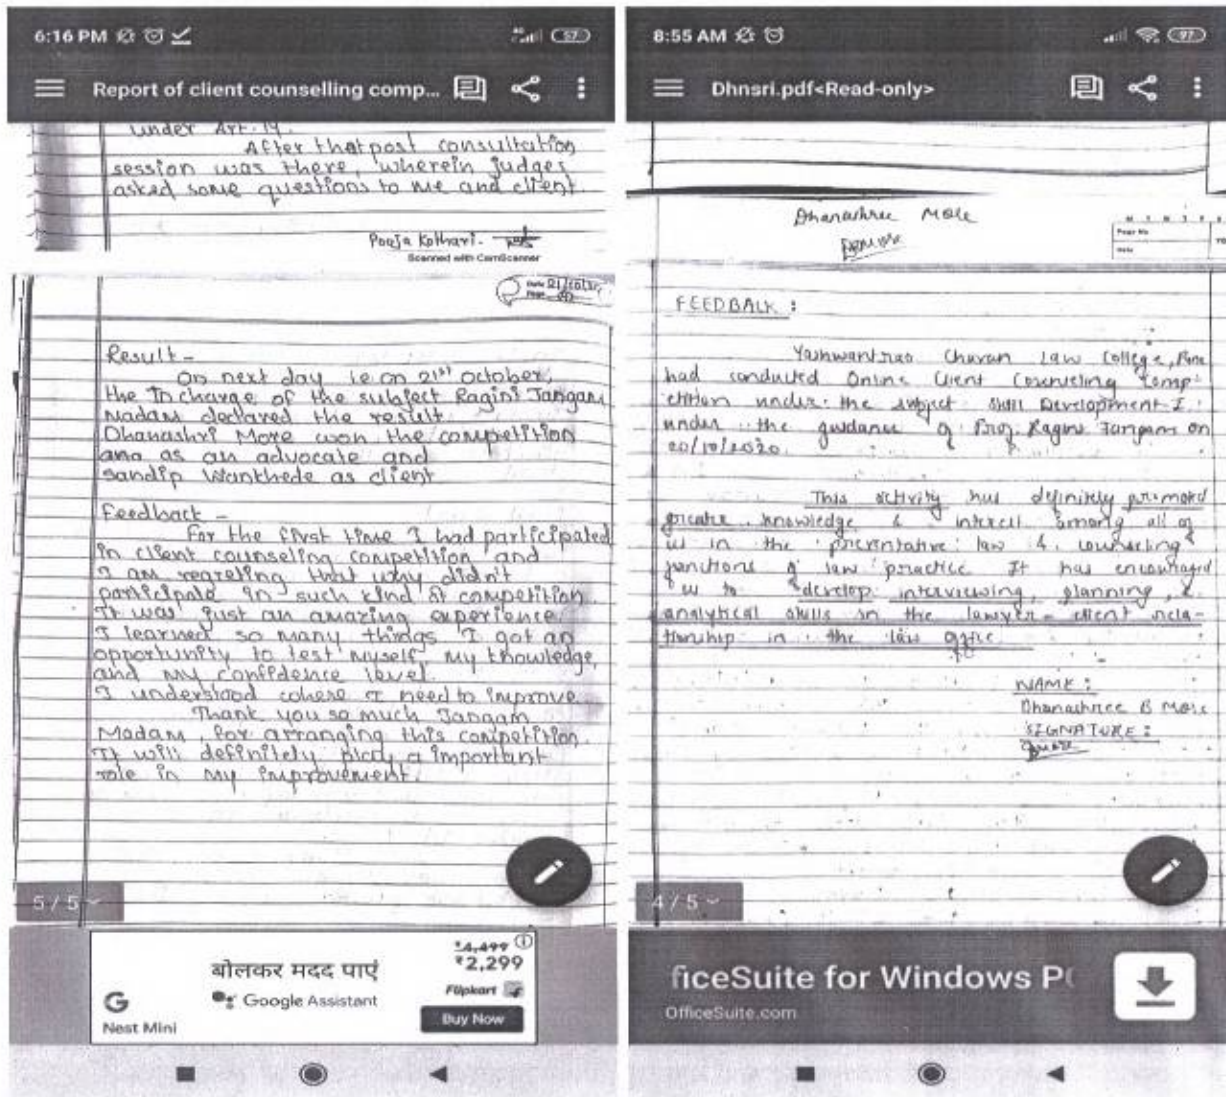 6:16 PM
57
Report of client counselling comp...
under Art. 19.
After that post consultation
session was there, wherein judges
asked some questions to me and client
Pooja Kothari.
Scanned with CamScanner
Date
Page
Result -
On next day ie on 21st October,
the In charge of the subject Ragini Jangam
Madam declared the result.
Dhanashri More won the competition
and as an advocate and
sandip Wankhede as client
Feedback -
For the first time I had participated
in client counseling competition and
I am regreting that why didn't
participate in such kind of competition.
It was just an amazing experience
I learned so many things I got an
opportunity to test myself, my knowledge,
and my confidence level.
I understood where I need to improve
Thank you so much Jangam
Madam, for arranging this competition.
It will definitely play a important
role in my improvement.
5 / 5
बोलकर मदद पाएं
Google Assistant
G
Nest Mini
₹4,499
₹2,299
Flipkart
Buy Now
8:55 AM
97
Dhnsri.pdf<Read-only>
Dhanashree More
Page No
Date
FEEDBACK :
Yashwantrao Chavan Law College, Pune
had conducted Online Client Counseling Comp-
etition under the subject Skill Development-I
under the guidance of Prof. Ragini Jangam on
20/10/2020.
This activity has definitely promoted
greater knowledge & interest among all of
us in the preventative law & counseling
functions of law practice It has encouraged
us to develop interviewing, planning, &
analytical skills in the lawyer-client rela-
tionship in the law office
NAME :
Dhanashree B More
SIGNATURE :
4 / 5
ficeSuite for Windows P
OfficeSuite.com